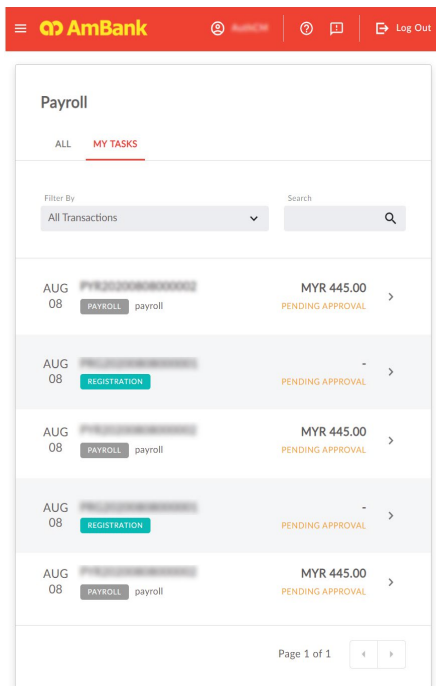 AmBank
Log Out
Payroll
ALL MY TASKS
Filter By Search
All Transactions
AUG MYR 445.00
08 PAYROLL payroll PENDING APPROVAL
AUG -
08 REGISTRATION PENDING APPROVAL
AUG MYR 445.00
08 PAYROLL payroll PENDING APPROVAL
AUG -
08 REGISTRATION PENDING APPROVAL
AUG MYR 445.00
08 PAYROLL payroll PENDING APPROVAL
Page 1 of 1